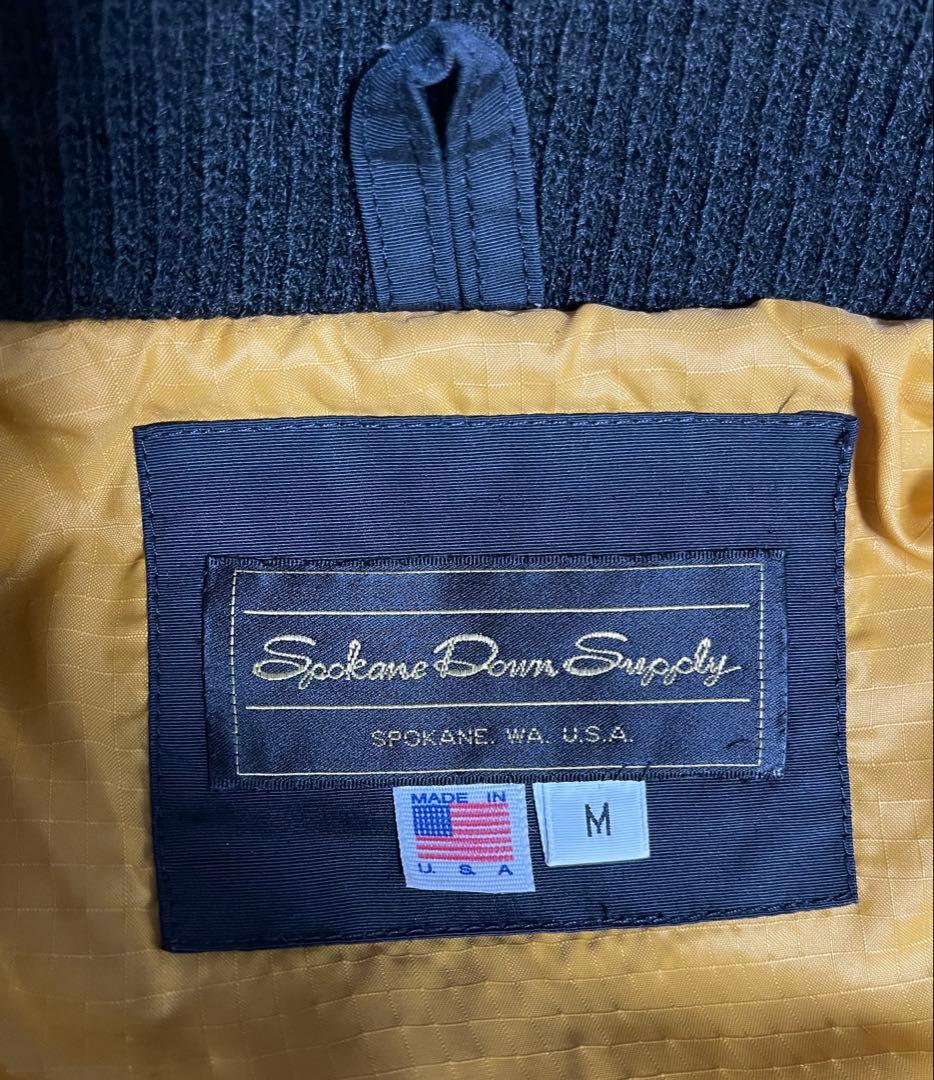 Spokane Down Supply
SPOKANE. WA. U.S.A.
MADE IN
U. S. A
M